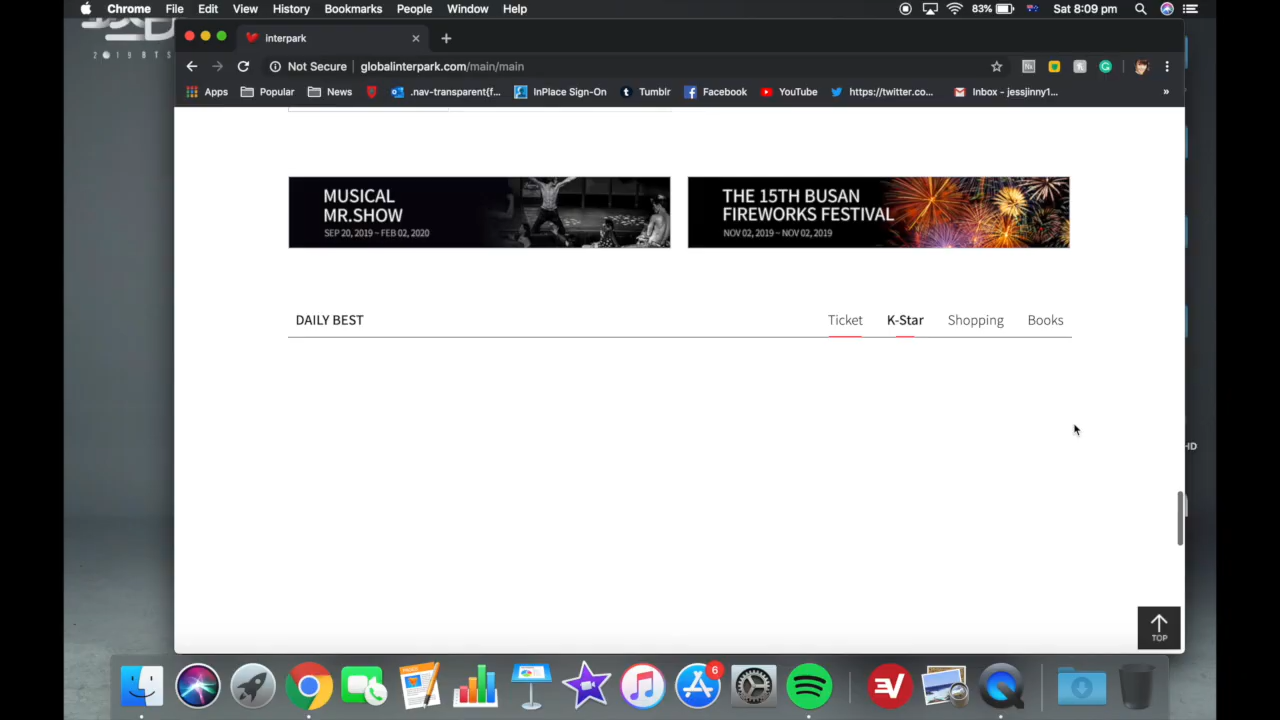 Chrome File Edit View History Bookmarks People Window Help 83% Sat 8:09 pm
2019BTS
interpark
Not Secure globalinterpark.com/main/main
Apps Popular News .nav-transparent{f... InPlace Sign-On Tumblr Facebook YouTube https://twitter.co... Inbox - jessjinny1... »
MUSICAL
MR.SHOW
SEP 20, 2019 ~ FEB 02, 2020
THE 15TH BUSAN
FIREWORKS FESTIVAL
NOV 02, 2019 ~ NOV 02, 2019
DAILY BEST Ticket K-Star Shopping Books
HD
TOP
6